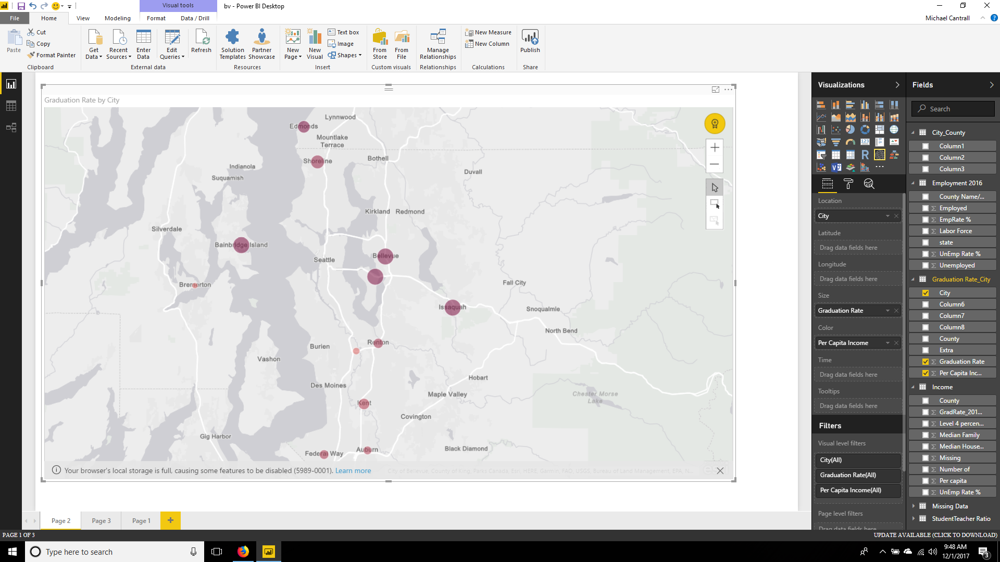 Visual tools
bv - Power BI Desktop
File
Home
View
Modeling
Format
Data / Drill
Michael Cantrall
Paste
Cut
Copy
Format Painter
Clipboard
Get Data
Recent Sources
Enter Data
Edit Queries
Refresh
External data
Solution Templates
Partner Showcase
Resources
New Page
New Visual
Text box
Image
Shapes
Insert
From Store
From File
Custom visuals
Manage Relationships
Relationships
New Measure
New Column
Calculations
Publish
Share
Graduation Rate by City
Lynnwood
Edmonds
Mountlake
Terrace
Shoreline
Bothell
Indianola
Duvall
Suquamish
Kirkland
Redmond
Silverdale
Bainbridge Island
Bellevue
Seattle
Bremerton
Fall City
Issaquah
Snoqualmie
North Bend
Renton
Burien
Vashon
Hobart
Des Moines
Maple Valley
Chester Morse
Lake
Kent
Covington
Gig Harbor
Black Diamond
Auburn
Federal Way
Your browser's local storage is full, causing some features to be disabled (5989-0001). Learn more
City of Bellevue, County of King, Parks Canada, Esri, HERE, Garmin, FAO, USGS, Bureau of Land Management, EPA, N...
Visualizations
123
R
V
Location
City
Latitude
Drag data fields here
Longitude
Drag data fields here
Size
Graduation Rate
Color
Per Capita Income
Time
Drag data fields here
Tooltips
Drag data fields here
Filters
Visual level filters
City(All)
Graduation Rate(All)
Per Capita Income(All)
Page level filters
Drag data fields here
Fields
Search
City_County
Column1
Column2
Column3
Employment 2016
County Name/...
Σ Employed
Σ EmpRate %
Σ Labor Force
state
Σ UnEmp Rate %
Σ Unemployed
Graduation Rate_City
City
Column6
Column7
Column8
County
Extra
Σ Graduation Rate
Σ Per Capita Inc...
Income
County
Σ GradRate_201...
Σ Level 4 percen...
Σ Median Family
Σ Median House...
Σ Missing
Σ Number of
Σ Per capita
Σ UnEmp Rate %
Missing Data
StudentTeacher Ratio
Page 2
Page 3
Page 1
+
PAGE 1 OF 3
UPDATE AVAILABLE (CLICK TO DOWNLOAD)
Type here to search
9:48 AM
12/1/2017
3